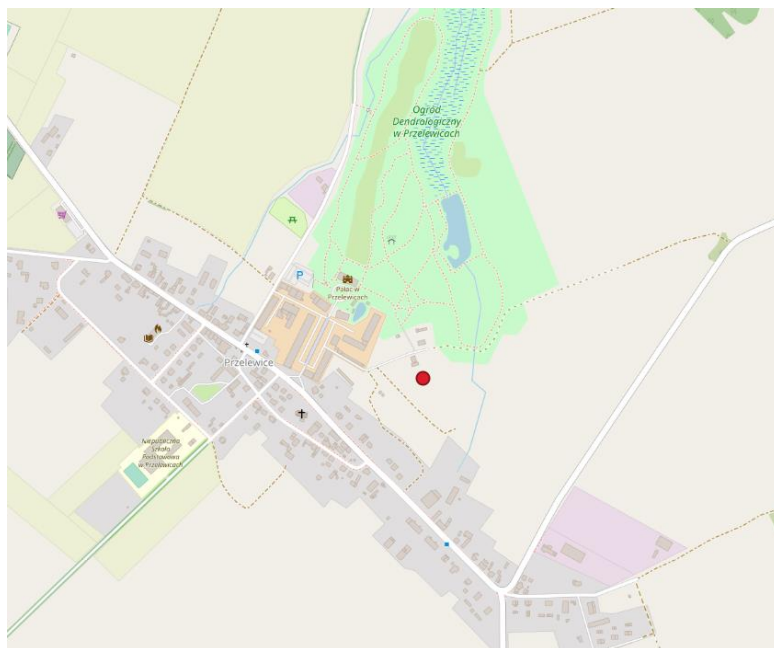 Ogród
Dendrologiczny
w Przelewicach
P
Pałac w
Przelewicach
Przelewice
Niepubliczna
Szkoła
Podstawowa
w Przelewicach